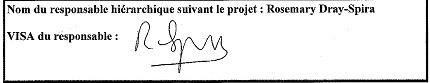 Nom du responsable hiérarchique suivant le projet : Rosemary Dray-Spira
VISA du responsable :